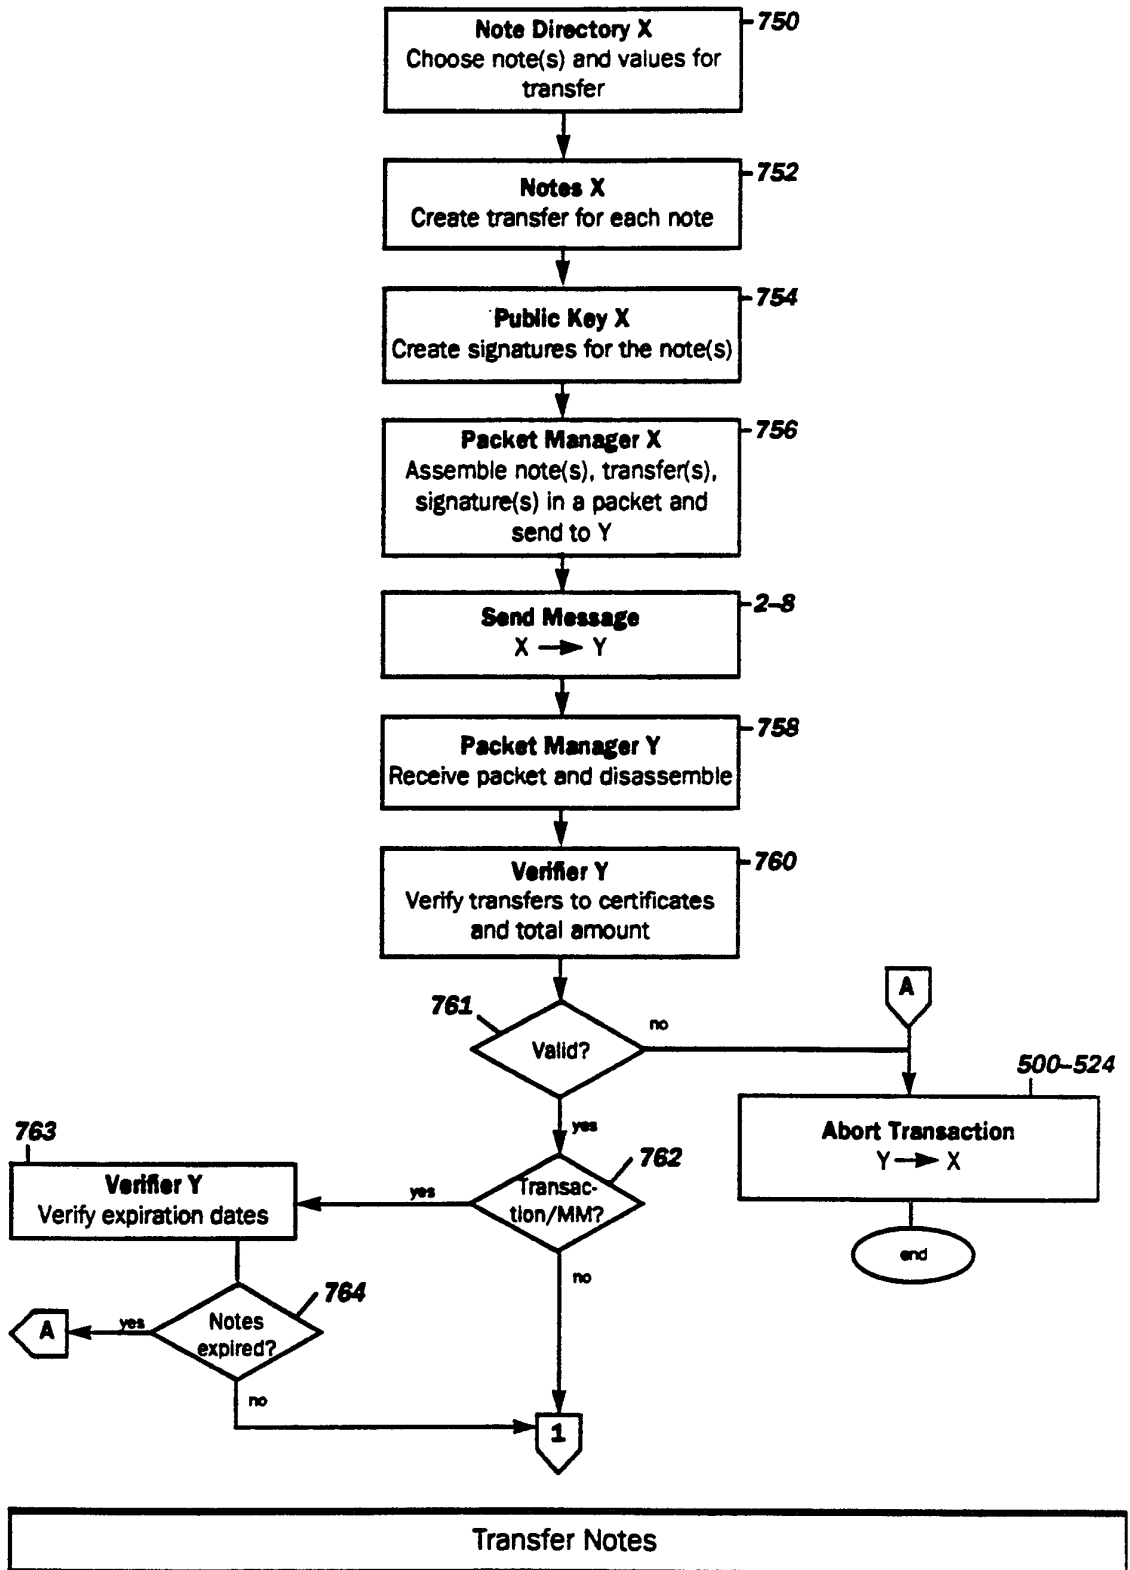 Note Directory X
Choose note(s) and values for
transfer
750
Notes X
Create transfer for each note
752
Public Key X
Create signatures for the note(s)
754
Packet Manager X
Assemble note(s), transfer(s),
signature(s) in a packet and
send to Y
756
Send Message
X Y
2–8
Packet Manager Y
Receive packet and disassemble
758
Verifier Y
Verify transfers to certificates
and total amount
760
A
761
Valid?
no
yes
500–524
Abort Transaction
Y X
end
762
Transac-
tion/MM?
yes
no
763
Verifier Y
Verify expiration dates
764
Notes
expired?
yes
A
no
1
Transfer Notes